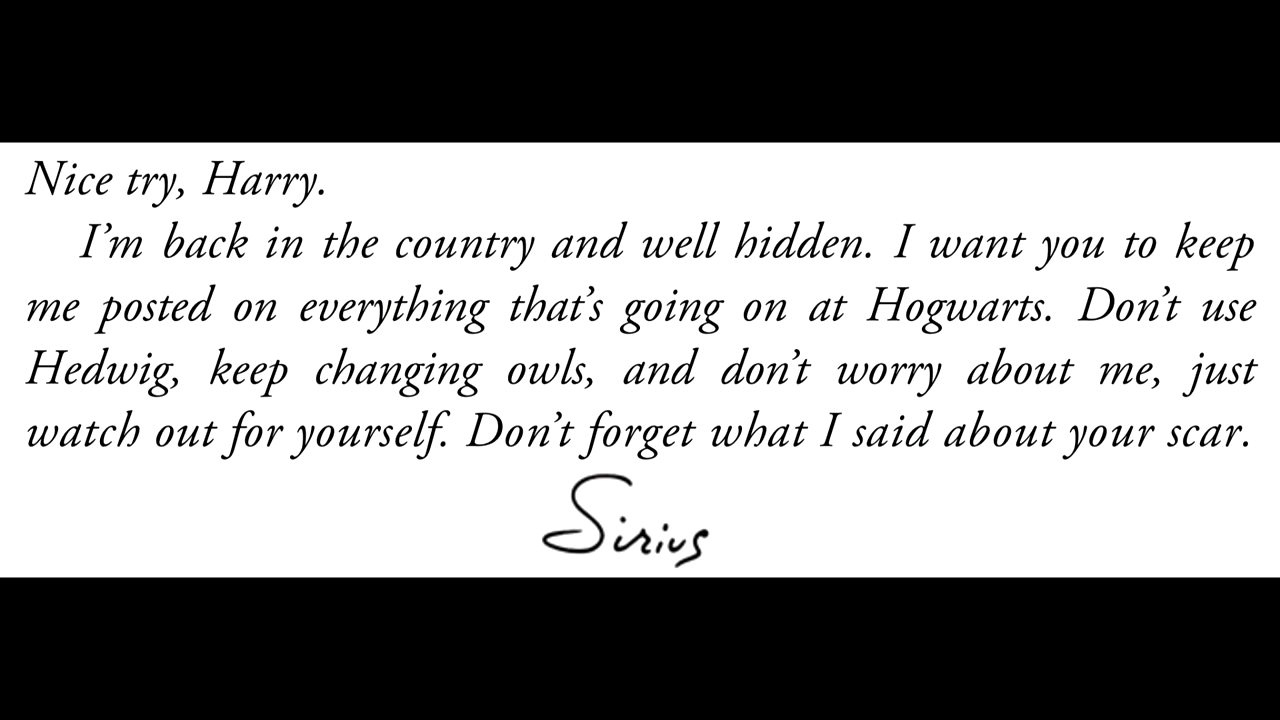 Nice try, Harry.
I’m back in the country and well hidden. I want you to keep
me posted on everything that’s going on at Hogwarts. Don’t use
Hedwig, keep changing owls, and don’t worry about me, just
watch out for yourself. Don’t forget what I said about your scar.
Sirius